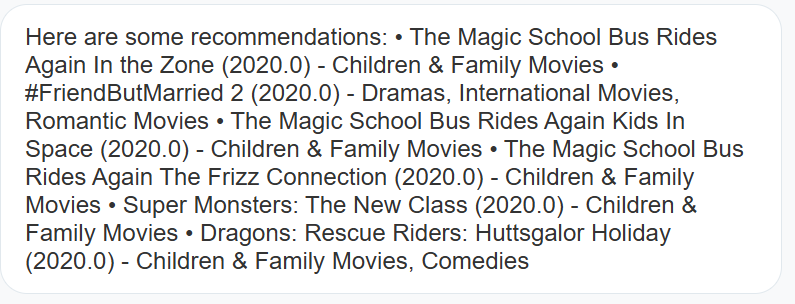 Here are some recommendations: • The Magic School Bus Rides
Again In the Zone (2020.0) - Children & Family Movies •
#FriendButMarried 2 (2020.0) - Dramas, International Movies,
Romantic Movies • The Magic School Bus Rides Again Kids In
Space (2020.0) - Children & Family Movies • The Magic School Bus
Rides Again The Frizz Connection (2020.0) - Children & Family
Movies • Super Monsters: The New Class (2020.0) - Children &
Family Movies • Dragons: Rescue Riders: Huttsgalor Holiday
(2020.0) - Children & Family Movies, Comedies